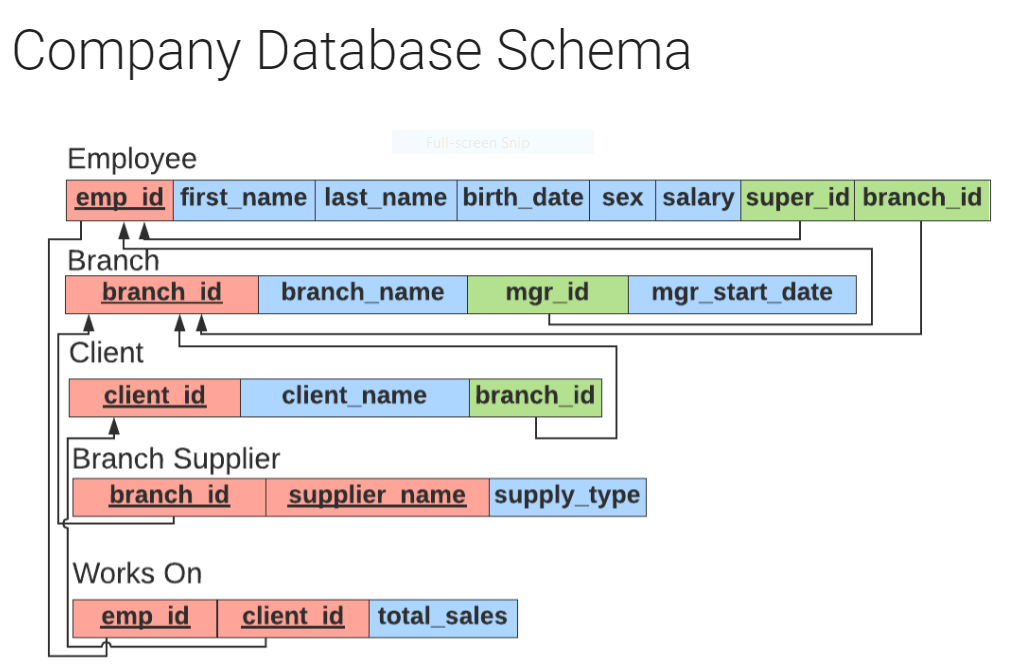 Company Database Schema
Full-screen Snip
Employee
emp_id first_name last_name birth_date sex salary super_id branch_id
Branch
branch_id branch_name mgr_id mgr_start_date
Client
client_id client_name branch_id
Branch Supplier
branch_id supplier_name supply_type
Works On
emp_id client_id total_sales